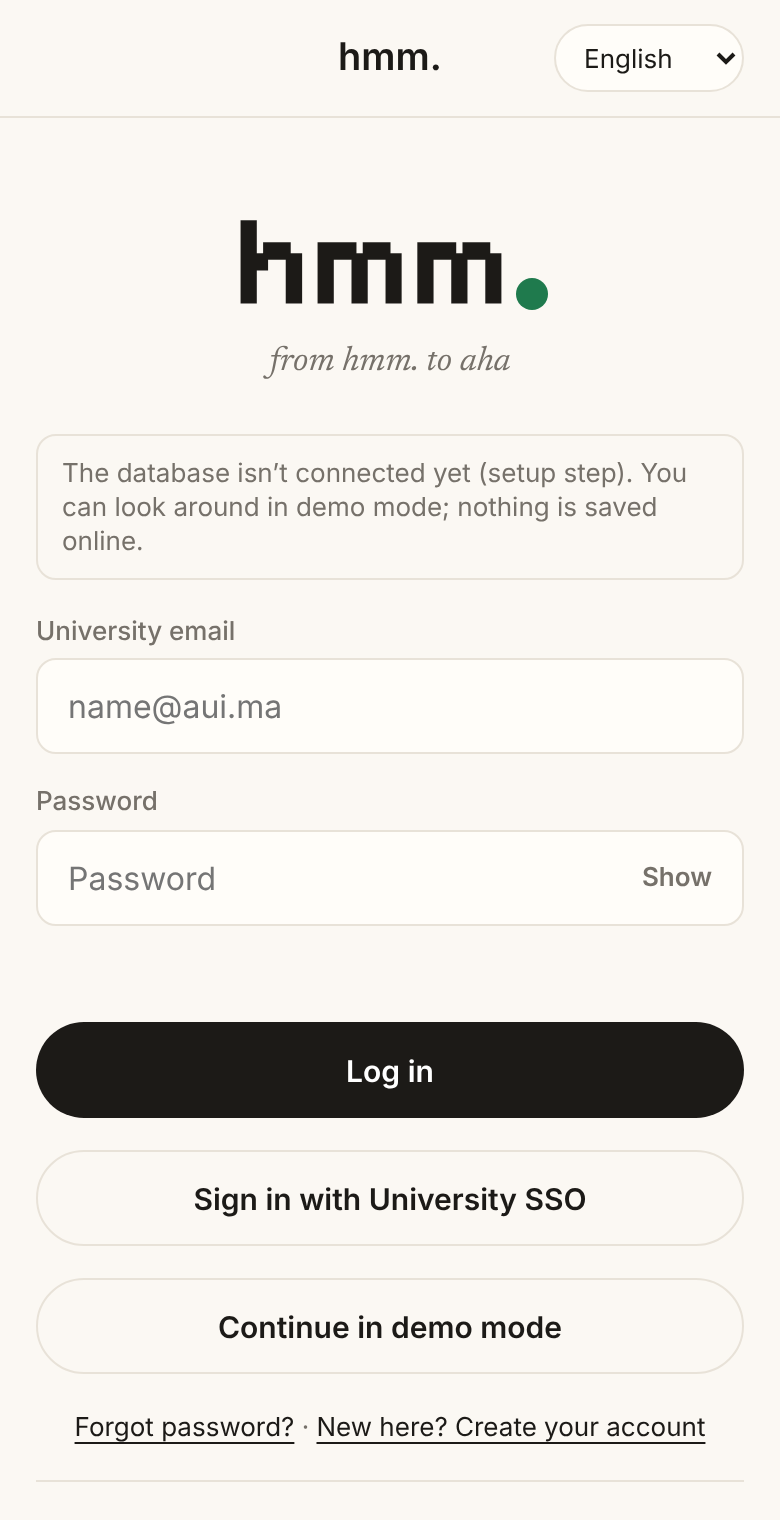 hmm.
English
hmm.
from hmm. to aha
The database isn’t connected yet (setup step). You
can look around in demo mode; nothing is saved
online.
University email
name@aui.ma
Password
Password
Show
Log in
Sign in with University SSO
Continue in demo mode
Forgot password? · New here? Create your account